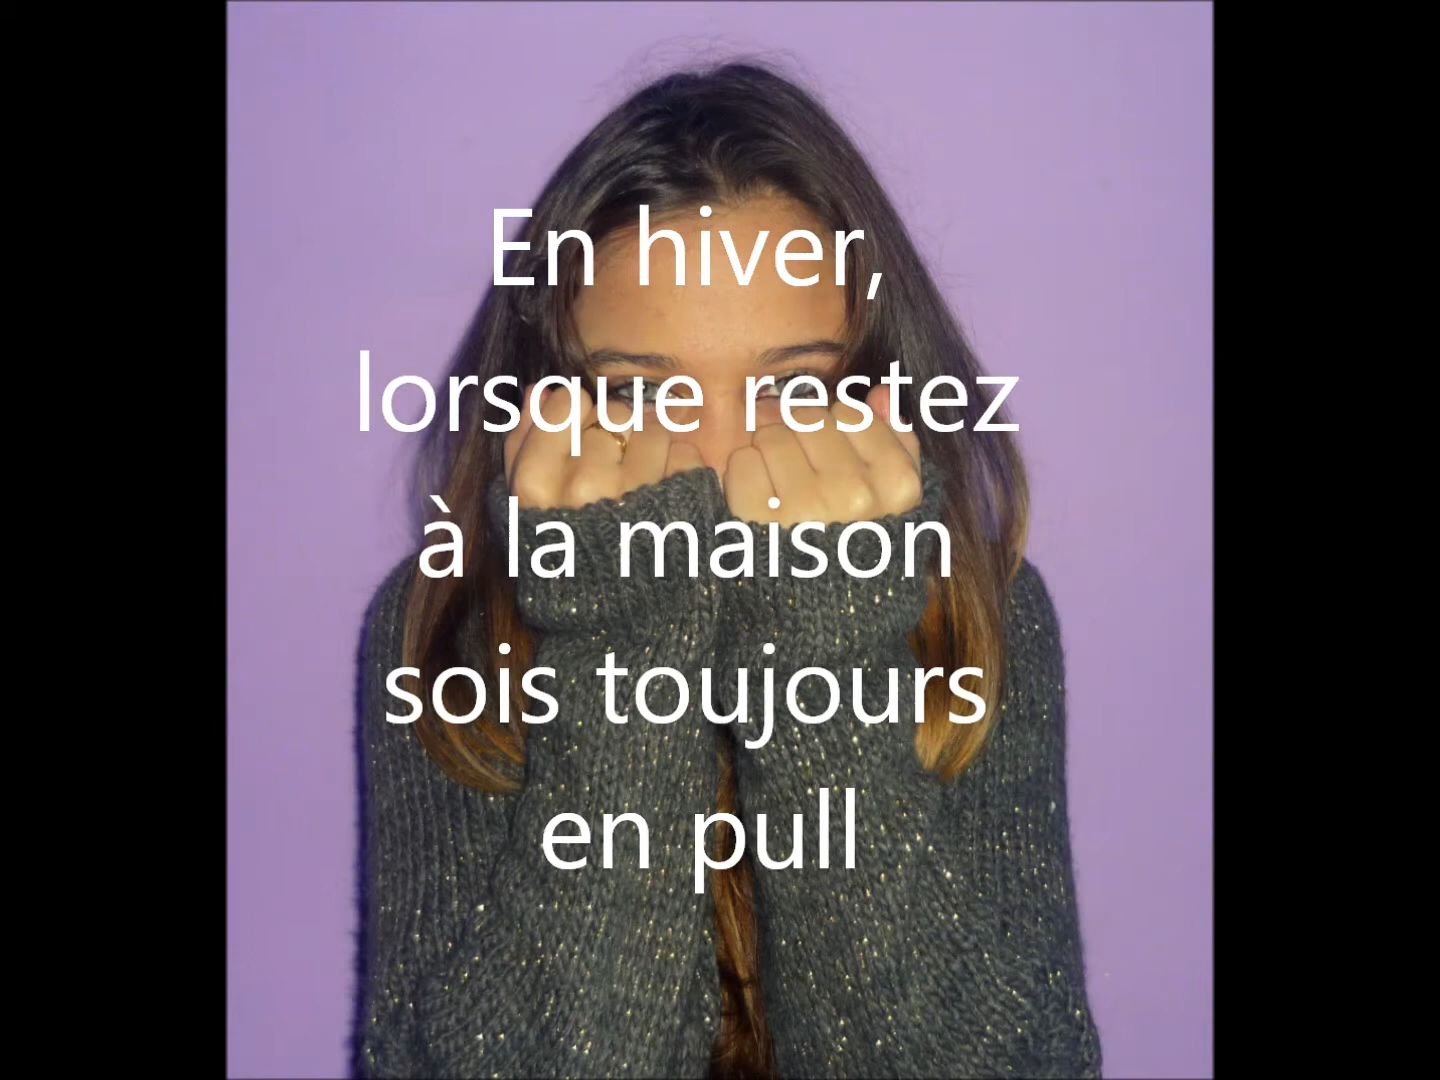 En hiver,
lorsque restez
à la maison
sois toujours
en pull